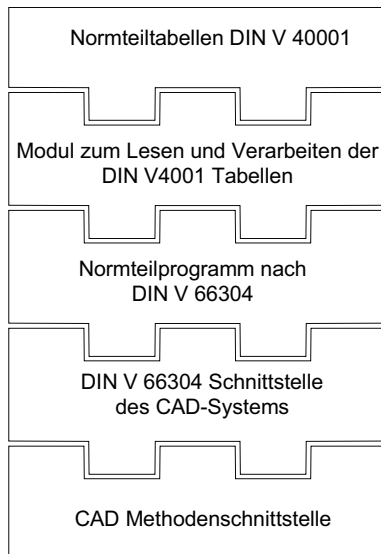 Normteiltabellen DIN V 40001
Modul zum Lesen und Verarbeiten der
DIN V4001 Tabellen
Normteilprogramm nach
DIN V 66304
DIN V 66304 Schnittstelle
des CAD-Systems
CAD Methodenschnittstelle